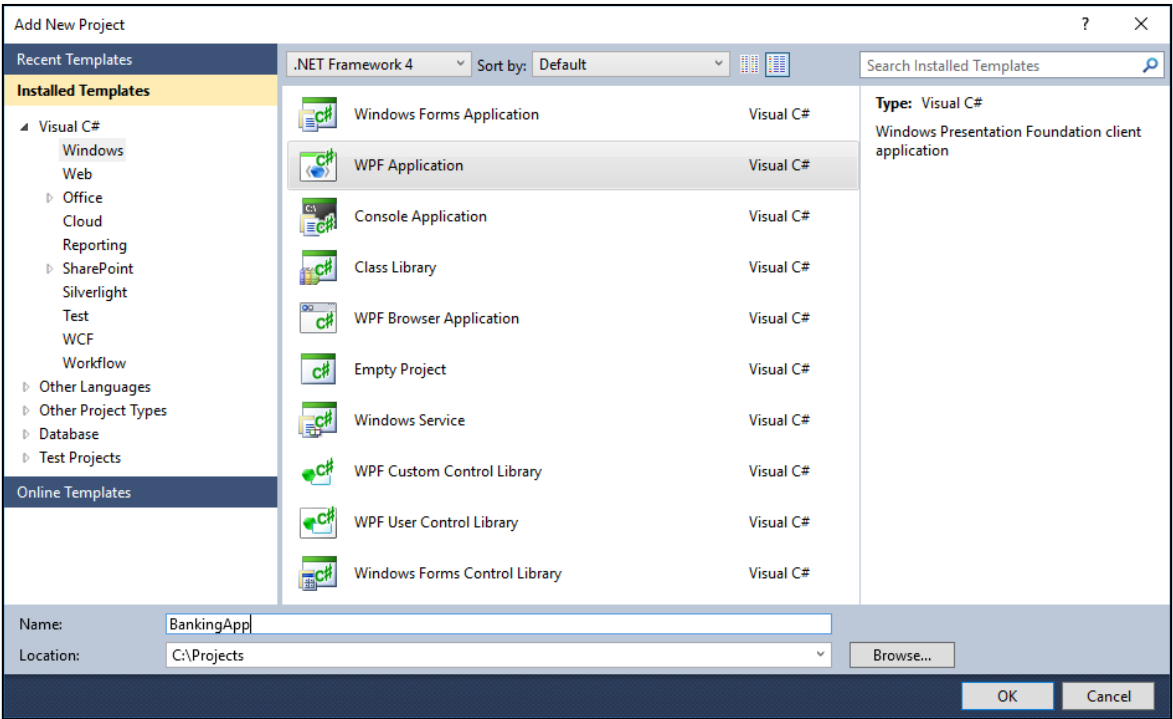 Add New Project
?
Recent Templates
Installed Templates
Visual C#
Windows
Web
Office
Cloud
Reporting
SharePoint
Silverlight
Test
WCF
Workflow
Other Languages
Other Project Types
Database
Test Projects
Online Templates
.NET Framework 4 Sort by: Default
Windows Forms Application Visual C#
WPF Application Visual C#
Console Application Visual C#
Class Library Visual C#
WPF Browser Application Visual C#
Empty Project Visual C#
Windows Service Visual C#
WPF Custom Control Library Visual C#
WPF User Control Library Visual C#
Windows Forms Control Library Visual C#
Search Installed Templates
Type: Visual C#
Windows Presentation Foundation client
application
Name: BankingApp
Location: C:\Projects Browse...
OK Cancel